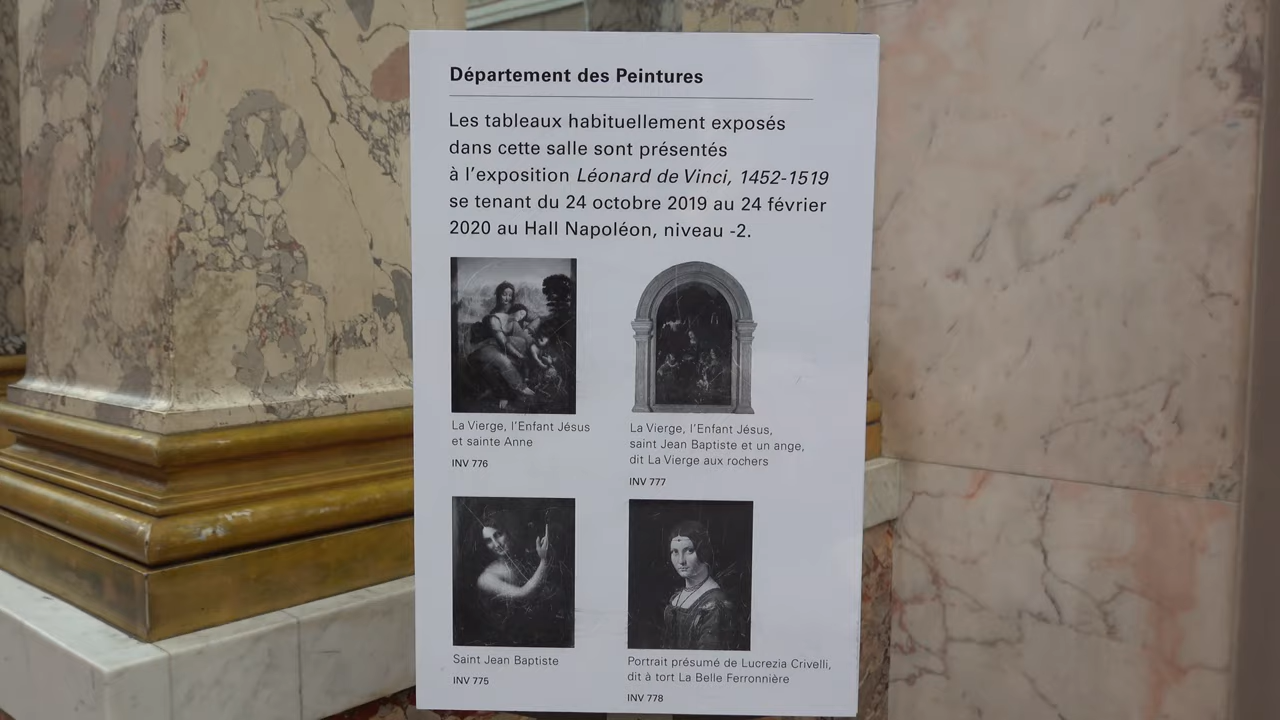 Département des Peintures
Les tableaux habituellement exposés
dans cette salle sont présentés
à l'exposition Léonard de Vinci, 1452-1519
se tenant du 24 octobre 2019 au 24 février
2020 au Hall Napoléon, niveau -2.
La Vierge, l'Enfant Jésus
et sainte Anne
INV 776
La Vierge, l'Enfant Jésus,
saint Jean Baptiste et un ange,
dit La Vierge aux rochers
INV 777
Saint Jean Baptiste
INV 775
Portrait présumé de Lucrezia Crivelli,
dit à tort La Belle Ferronnière
INV 778